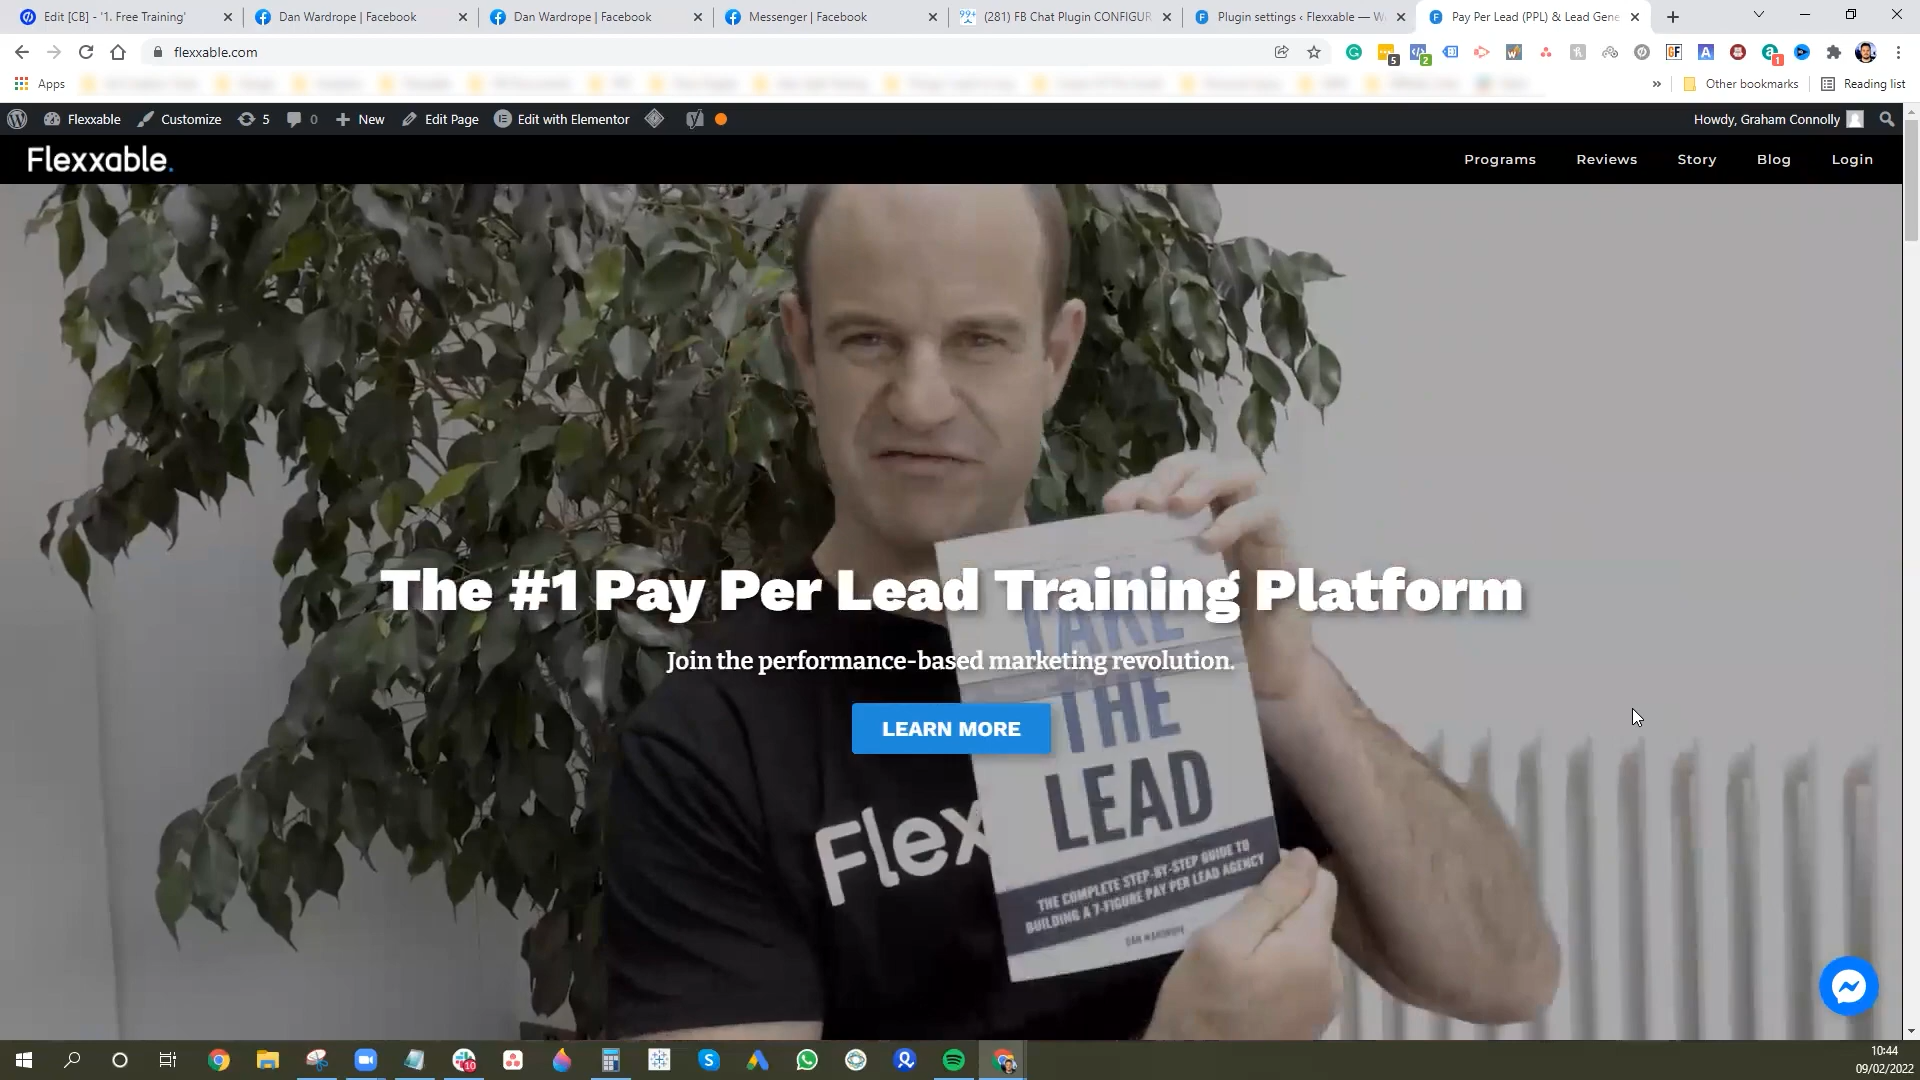 Edit [CB] - '1. Free Training'
Dan Wardrope | Facebook
Dan Wardrope | Facebook
Messenger | Facebook
(281) FB Chat Plugin CONFIGUR
Plugin settings ‹ Flexxable — W
Pay Per Lead (PPL) & Lead Gene
flexxable.com
Apps
Other bookmarks
Reading list
Flexxable
Customize
5
0
New
Edit Page
Edit with Elementor
Howdy, Graham Connolly
Flexxable.
Programs
Reviews
Story
Blog
Login
The #1 Pay Per Lead Training Platform
Join the performance-based marketing revolution.
LEARN MORE
TAKE
THE
LEAD
THE COMPLETE STEP-BY-STEP GUIDE TO
BUILDING A 7-FIGURE PAY PER LEAD AGENCY
DAN WARDROPE
Flex
10:44
09/02/2022